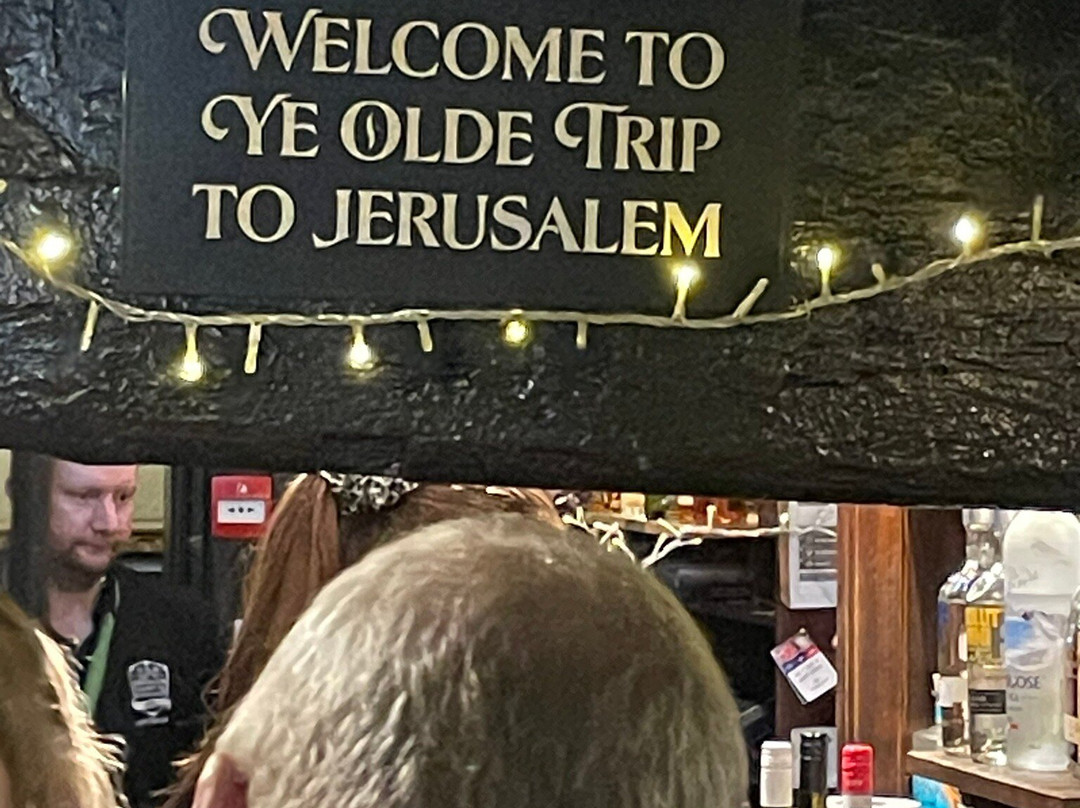 WELCOME TO
YE OLDE TRIP
TO JERUSALEM